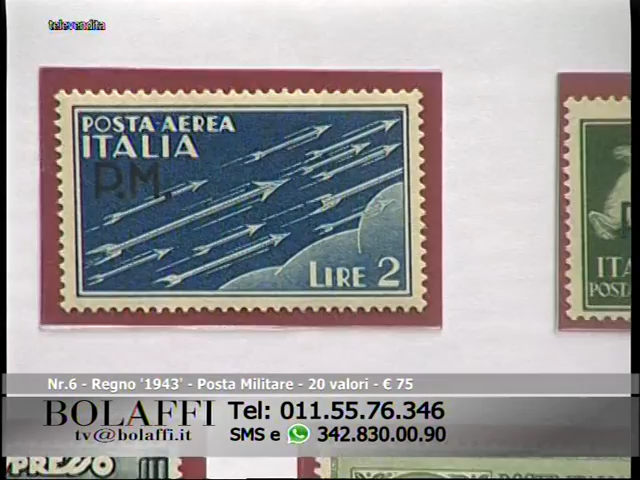 televendita
POSTA-AEREA
ITALIA
P.M.
LIRE 2
ITA
POSTA
Nr.6 - Regno '1943' - Posta Militare - 20 valori - € 75
BOLAFFI
tv@bolaffi.it
Tel: 011.55.76.346
SMS e 342.830.00.90